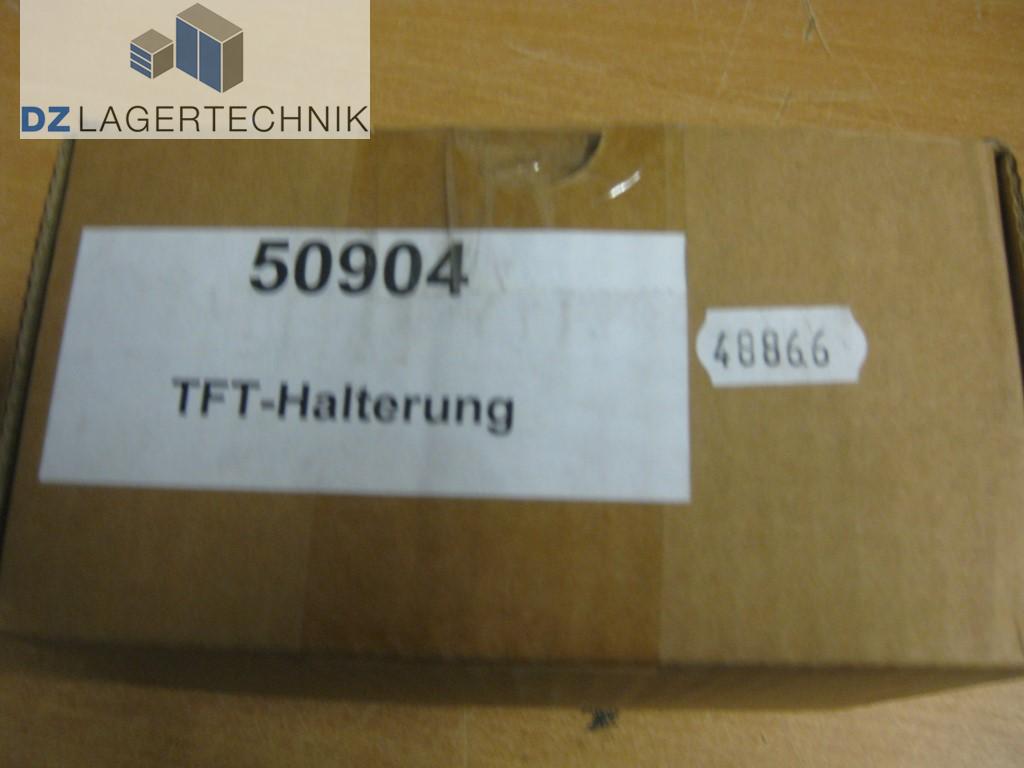 DZ LAGERTECHNIK
50904
48866
TFT-Halterung